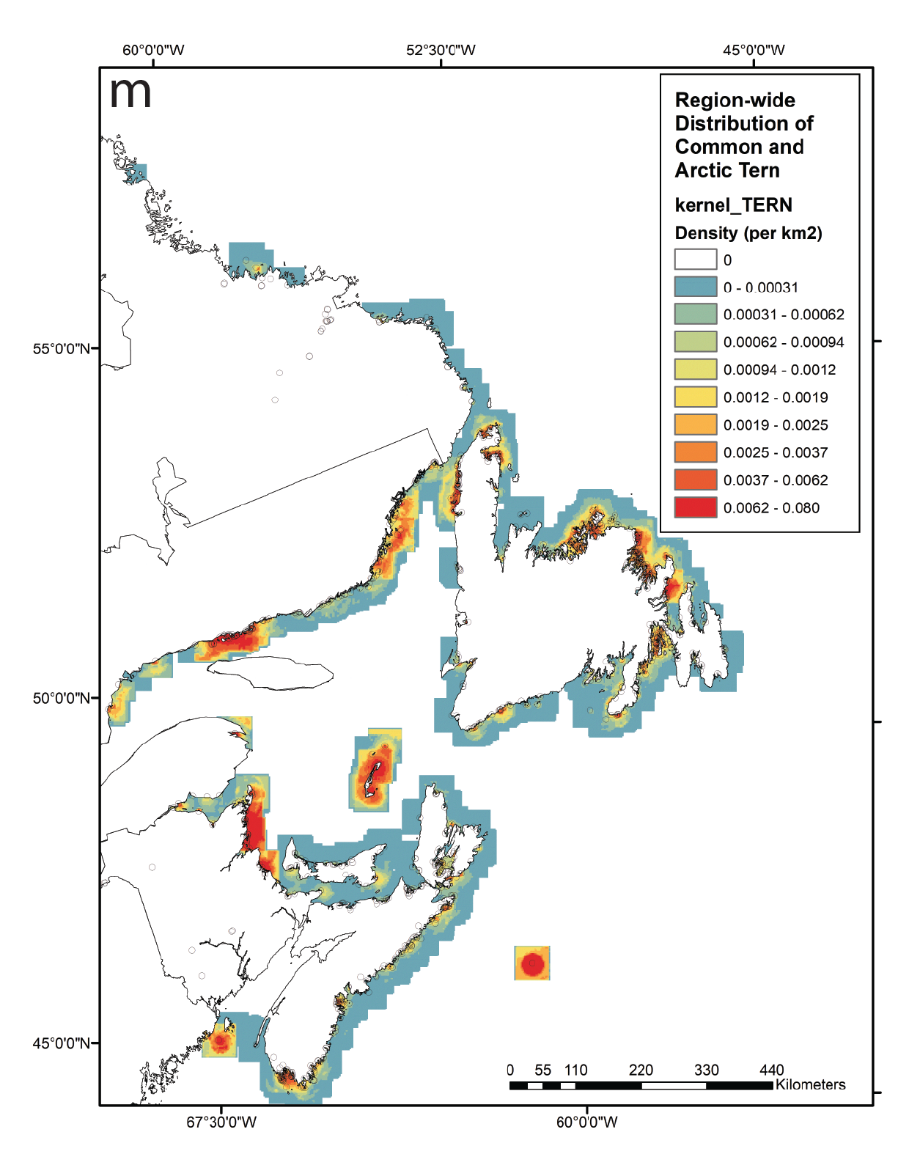 60°0'0"W 52°30'0"W 45°0'0"W
m
Region-wide
Distribution of
Common and
Arctic Tern
kernel_TERN
Density (per km2)
0
0 - 0.00031
0.00031 - 0.00062
0.00062 - 0.00094
0.00094 - 0.0012
0.0012 - 0.0019
0.0019 - 0.0025
0.0025 - 0.0037
0.0037 - 0.0062
0.0062 - 0.080
55°0'0"N
50°0'0"N
45°0'0"N
0 55 110 220 330 440
Kilometers
67°30'0"W 60°0'0"W